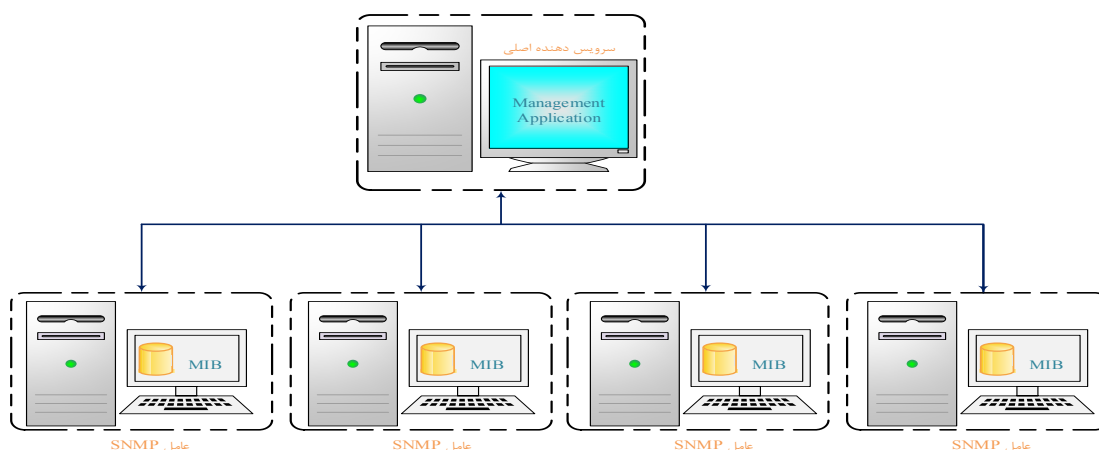 سرویس دهنده اصلی
Management
Application
MIB
MIB
MIB
MIB
عامل SNMP
عامل SNMP
عامل SNMP
عامل SNMP